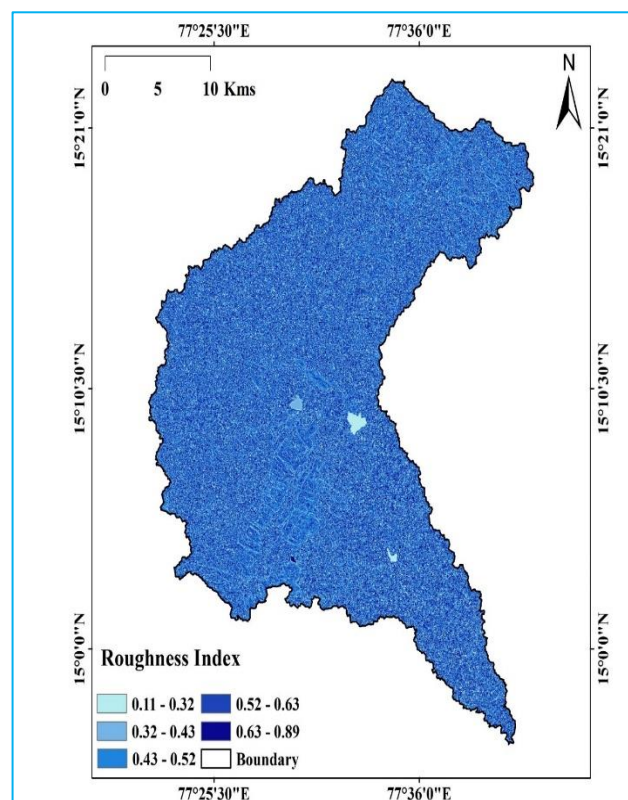 77°25'30"E 77°36'0"E
0 5 10 Kms
N
15°21'0"N 15°21'0"N
15°10'30"N 15°10'30"N
15°0'0"N 15°0'0"N
Roughness Index
0.11 - 0.32 0.52 - 0.63
0.32 - 0.43 0.63 - 0.89
0.43 - 0.52 Boundary
77°25'30"E 77°36'0"E